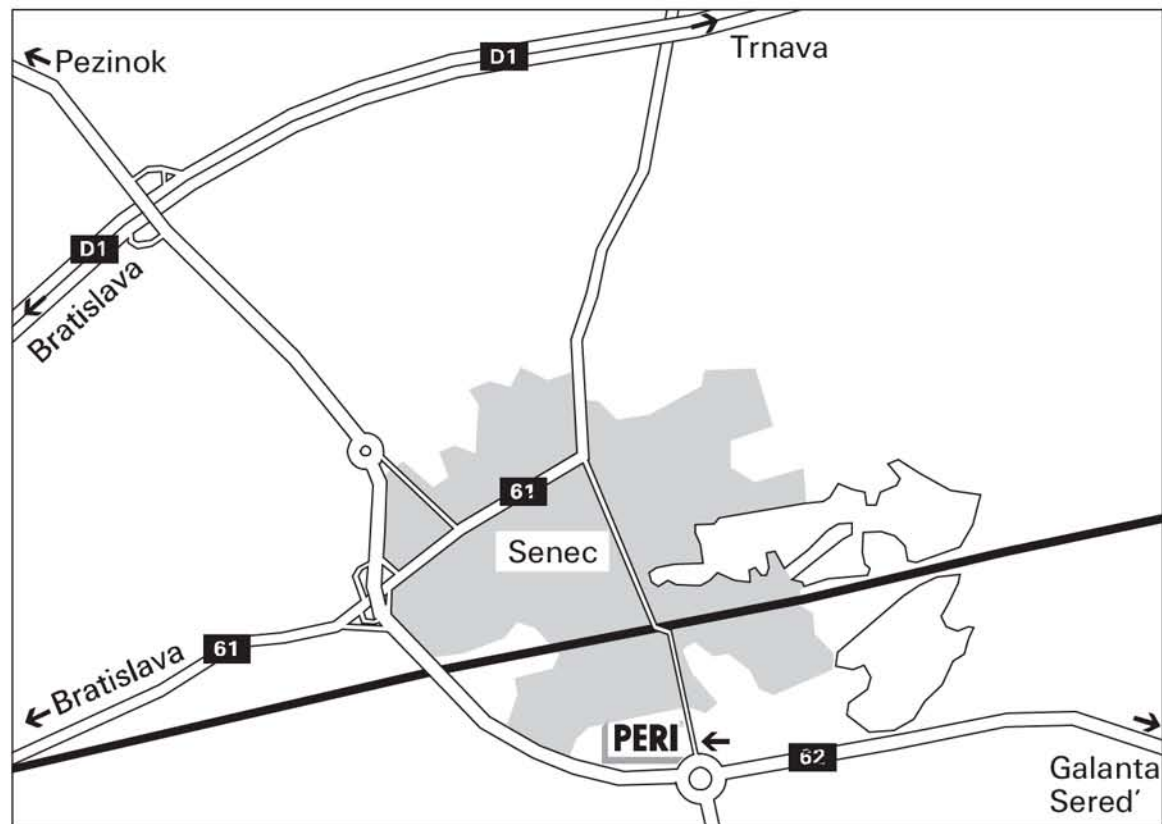 Pezinok
D1
Trnava
D1
Bratislava
61
Senec
Bratislava
61
PERI
62
Galanta
Sered´